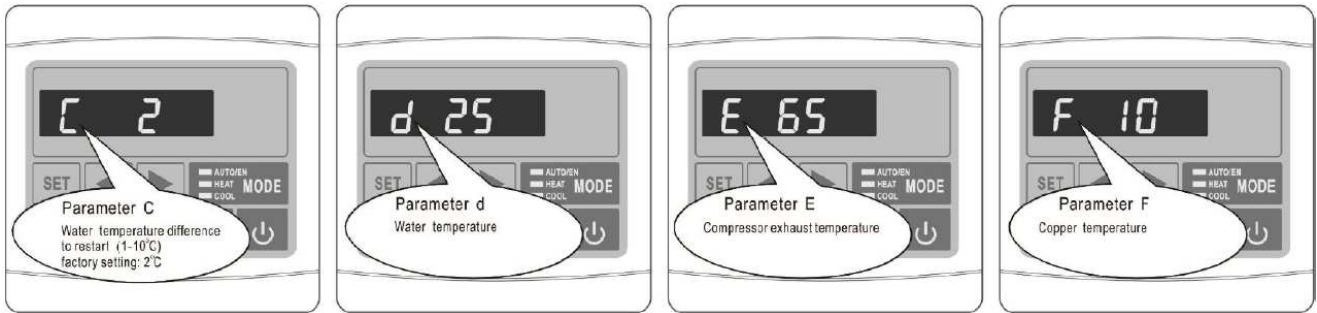 C 2
SET
AUTO/EN
HEAT
COOL
MODE
Parameter C
Water temperature difference
to restart (1-10℃)
factory setting: 2℃
d 25
SET
AUTO/EN
HEAT
COOL
MODE
Parameter d
Water temperature
E 65
SET
AUTO/EN
HEAT
COOL
MODE
Parameter E
Compressor exhaust temperature
F 10
SET
AUTO/EN
HEAT
COOL
MODE
Parameter F
Copper temperature